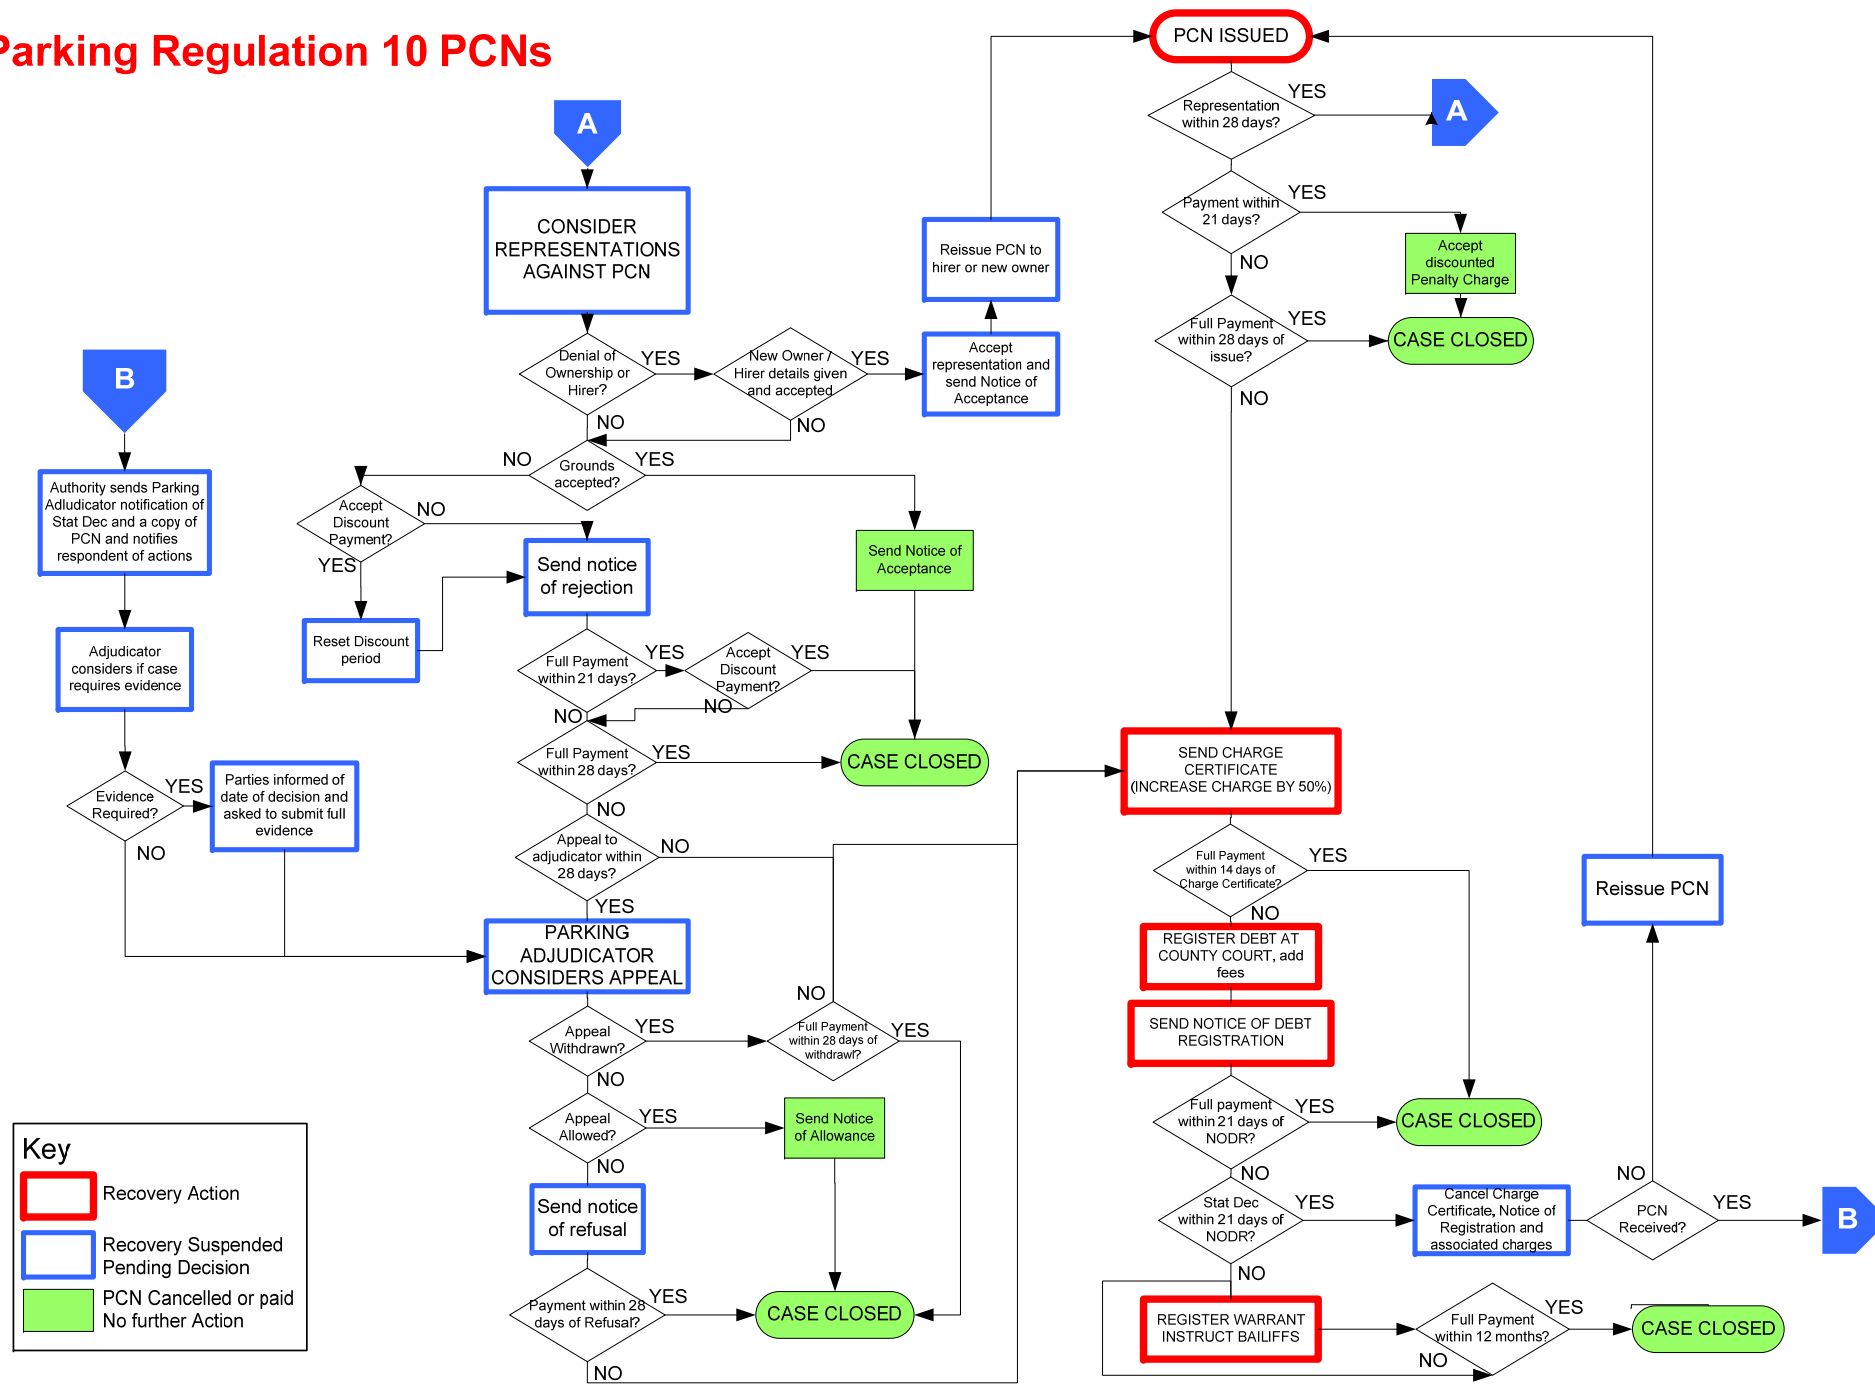 Parking Regulation 10 PCNs
PCN ISSUED
Representation
within 28 days?
YES
A
Payment within
21 days?
YES
NO
Accept
discounted
Penalty Charge
Full Payment
within 28 days of
issue?
YES
CASE CLOSED
NO
A
CONSIDER
REPRESENTATIONS
AGAINST PCN
Reissue PCN to
hirer or new owner
Denial of
Ownership or
Hirer?
YES
New Owner /
Hirer details given
and accepted
YES
Accept
representation and
send Notice of
Acceptance
NO
NO
B
Grounds
accepted?
NO
YES
Authority sends Parking
Adludicator notification of
Stat Dec and a copy of
PCN and notifies
respondent of actions
Accept
Discount
Payment?
NO
YES
Send notice
of rejection
Send Notice of
Acceptance
Reset Discount
period
Adjudicator
considers if case
requires evidence
Full Payment
within 21 days?
YES
Accept
Discount
Payment?
YES
NO
NO
Full Payment
within 28 days?
YES
CASE CLOSED
NO
Evidence
Required?
YES
NO
Parties informed of
date of decision and
asked to submit full
evidence
Appeal to
adjudicator within
28 days?
NO
YES
PARKING
ADJUDICATOR
CONSIDERS APPEAL
Appeal
Withdrawn?
YES
NO
Full Payment
within 28 days of
withdrawl?
NO
YES
Appeal
Allowed?
YES
NO
Send Notice
of Allowance
Send notice
of refusal
Payment within 28
days of Refusal?
YES
NO
CASE CLOSED
SEND CHARGE
CERTIFICATE
(INCREASE CHARGE BY 50%)
Full Payment
within 14 days of
Charge Certificate?
YES
NO
REGISTER DEBT AT
COUNTY COURT, add
fees
SEND NOTICE OF DEBT
REGISTRATION
Full payment
within 21 days of
NODR?
YES
CASE CLOSED
NO
Stat Dec
within 21 days of
NODR?
YES
NO
Cancel Charge
Certificate, Notice of
Registration and
associated charges
PCN
Received?
NO
YES
B
Reissue PCN
REGISTER WARRANT
INSTRUCT BAILIFFS
Full Payment
within 12 months?
YES
NO
CASE CLOSED
Key
Recovery Action
Recovery Suspended
Pending Decision
PCN Cancelled or paid
No further Action